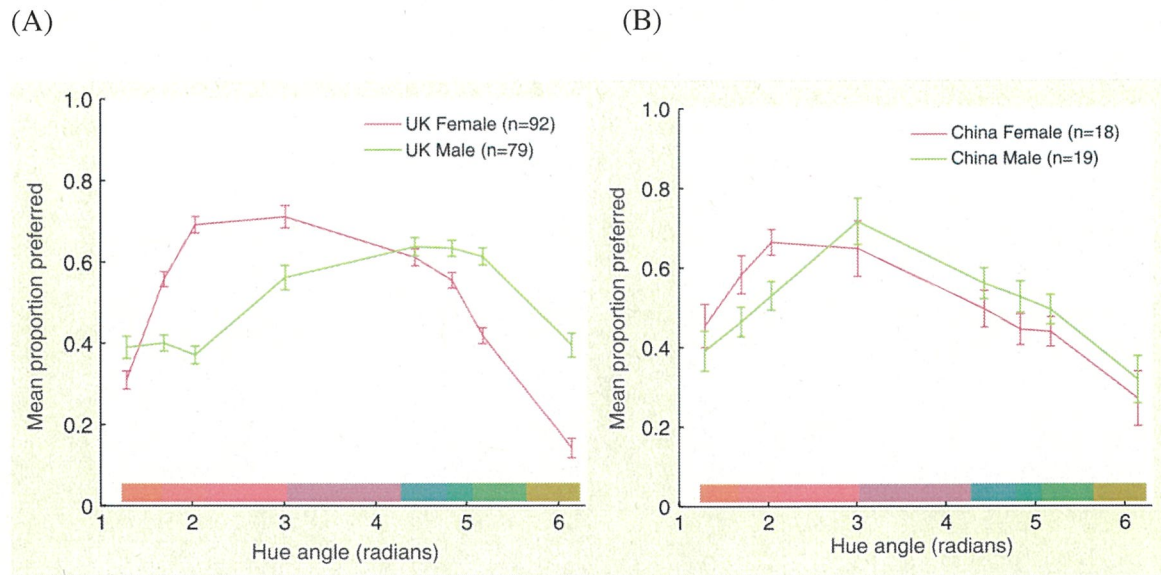 (A)
Mean proportion preferred
1.0
0.8
0.6
0.4
0.2
0
UK Female (n=92)
UK Male (n=79)
1 2 3 4 5 6
Hue angle (radians)
(B)
Mean proportion preferred
1.0
0.8
0.6
0.4
0.2
0
China Female (n=18)
China Male (n=19)
1 2 3 4 5 6
Hue angle (radians)